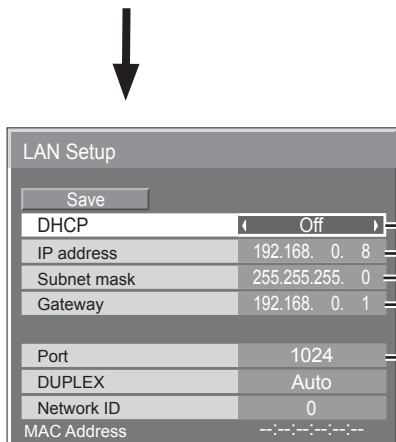 LAN Setup
Save
DHCP Off
IP address 192.168. 0. 8
Subnet mask 255.255.255. 0
Gateway 192.168. 0. 1
Port 1024
DUPLEX Auto
Network ID 0
MAC Address --:--:--:--:--:--